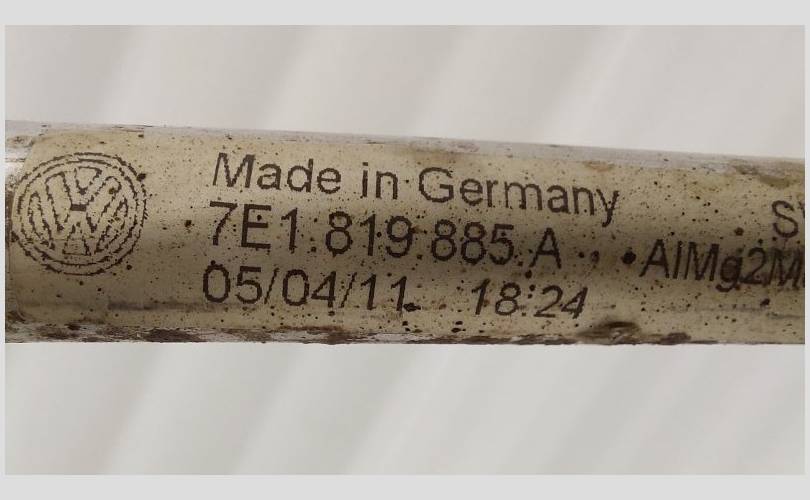 Made in Germany
7E1.819.885.A
AlMg2M
05/04/11 18:24